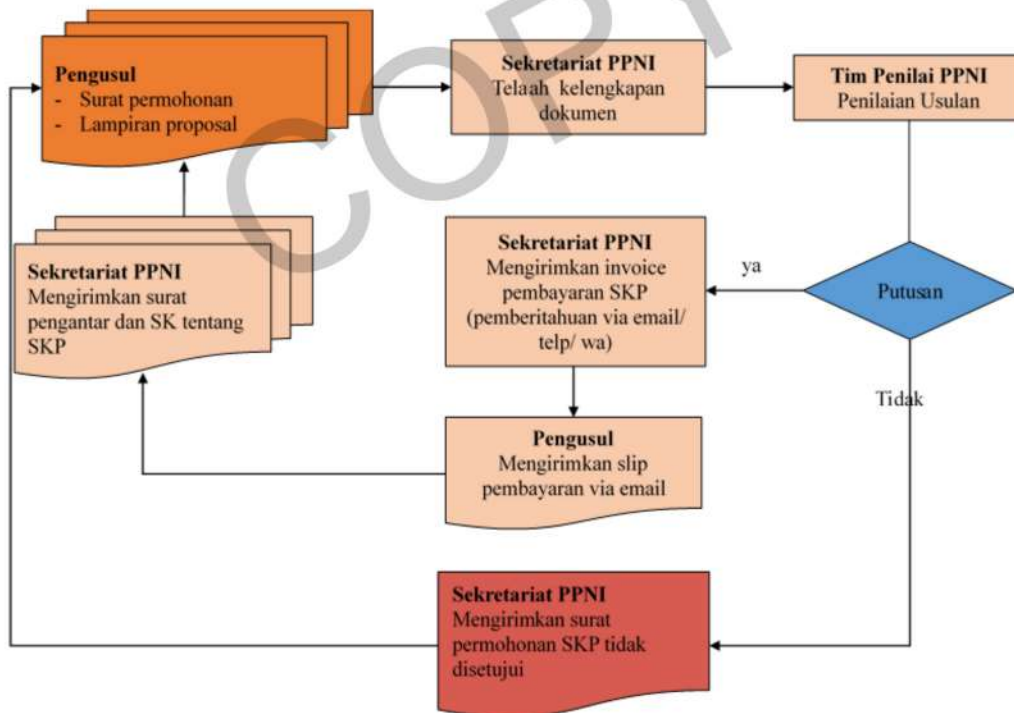 COPY
Pengusul
- Surat permohonan
- Lampiran proposal
Sekretariat PPNI
Telaah kelengkapan
dokumen
Tim Penilai PPNI
Penilaian Usulan
Putusan
ya
Tidak
Sekretariat PPNI
Mengirimkan invoice
pembayaran SKP
(pemberitahuan via email/
telp/ wa)
Pengusul
Mengirimkan slip
pembayaran via email
Sekretariat PPNI
Mengirimkan surat
pengantar dan SK tentang
SKP
Sekretariat PPNI
Mengirimkan surat
permohonan SKP tidak
disetujui